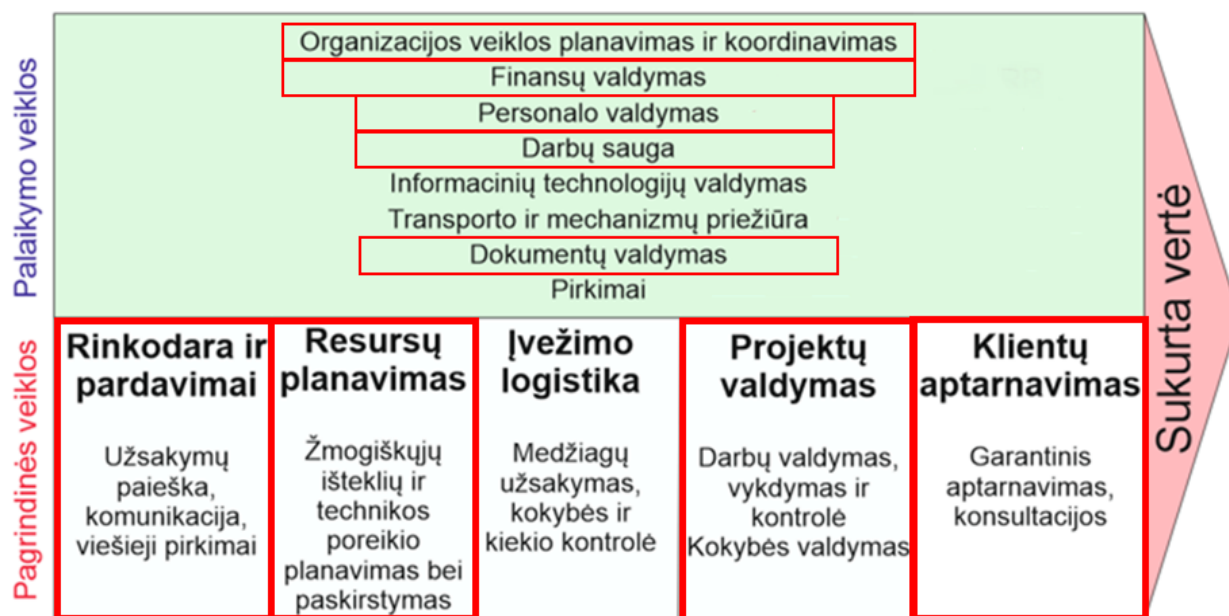 Palaikymo veiklos
Organizacijos veiklos planavimas ir koordinavimas
Finansų valdymas
Personalo valdymas
Darbų sauga
Informacinių technologijų valdymas
Transporto ir mechanizmų priežiūra
Dokumentų valdymas
Pirkimai
Pagrindinės veiklos
Rinkodara ir
pardavimai
Užsakymų
paieška,
komunikacija,
viešieji pirkimai
Resursų
planavimas
Žmogiškųjų
išteklių ir
technikos
poreikio
planavimas bei
paskirstymas
Įvežimo
logistika
Medžiagų
užsakymas,
kokybės ir
kiekio kontrolė
Projektų
valdymas
Darbų valdymas,
vykdymas ir
kontrolė
Kokybės valdymas
Klientų
aptarnavimas
Garantinis
aptarnavimas,
konsultacijos
Sukurta vertė